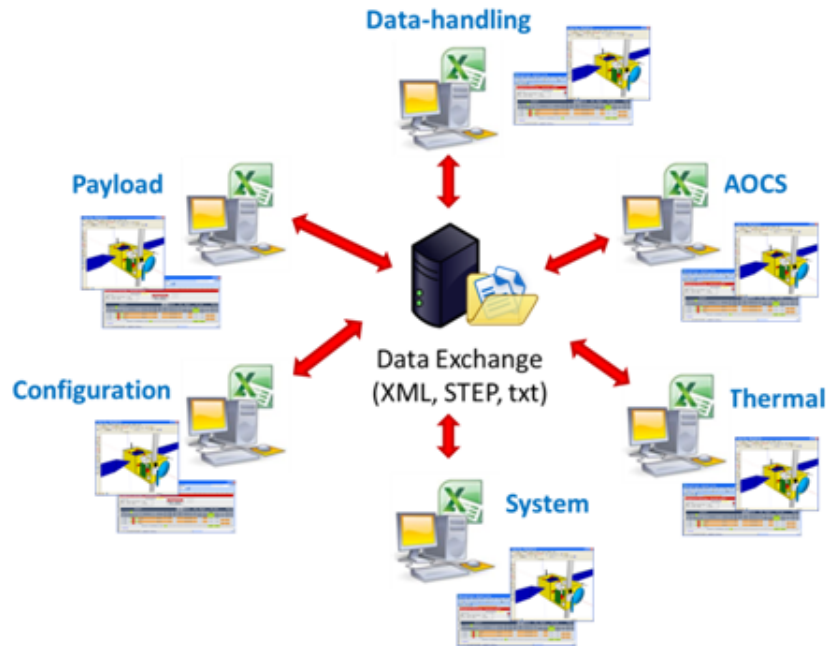 Data-handling
Payload
AOCS
Data Exchange
(XML, STEP, txt)
Configuration
Thermal
System